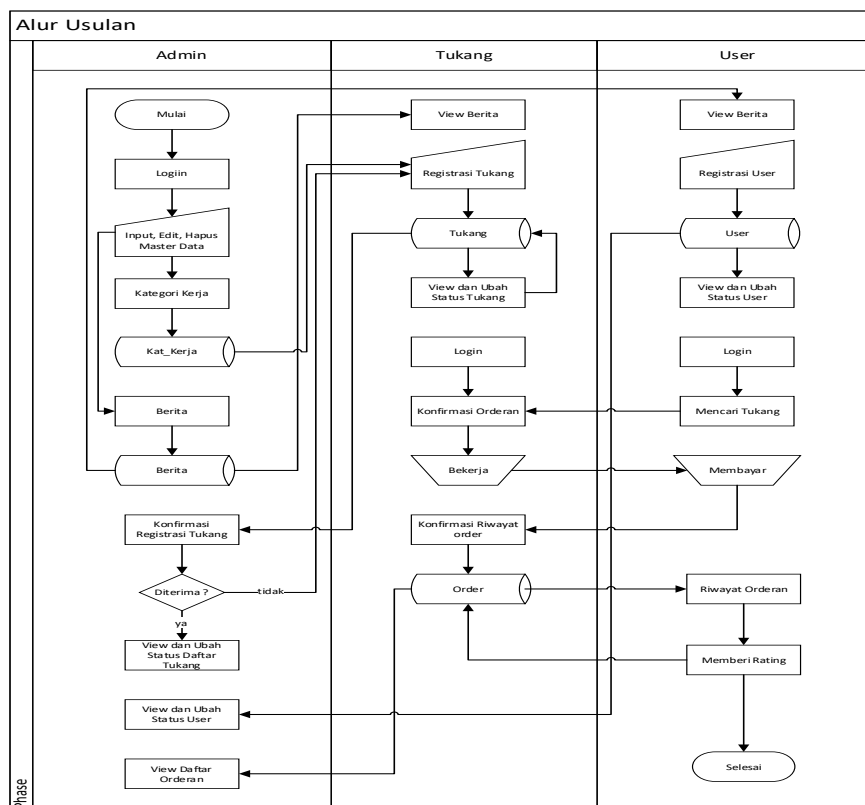 Alur Usulan
Admin
Tukang
User
Mulai
View Berita
View Berita
Logiin
Registrasi Tukang
Registrasi User
Input, Edit, Hapus
Master Data
Tukang
User
Kategori Kerja
View dan Ubah
Status Tukang
View dan Ubah
Status User
Kat_Kerja
Login
Login
Berita
Konfirmasi Orderan
Mencari Tukang
Berita
Bekerja
Membayar
Konfirmasi
Registrasi Tukang
Konfirmasi Riwayat
order
Diterima ?
tidak
Order
Riwayat Orderan
ya
View dan Ubah
Status Daftar
Tukang
Memberi Rating
View dan Ubah
Status User
View Daftar
Orderan
Selesai
Phase